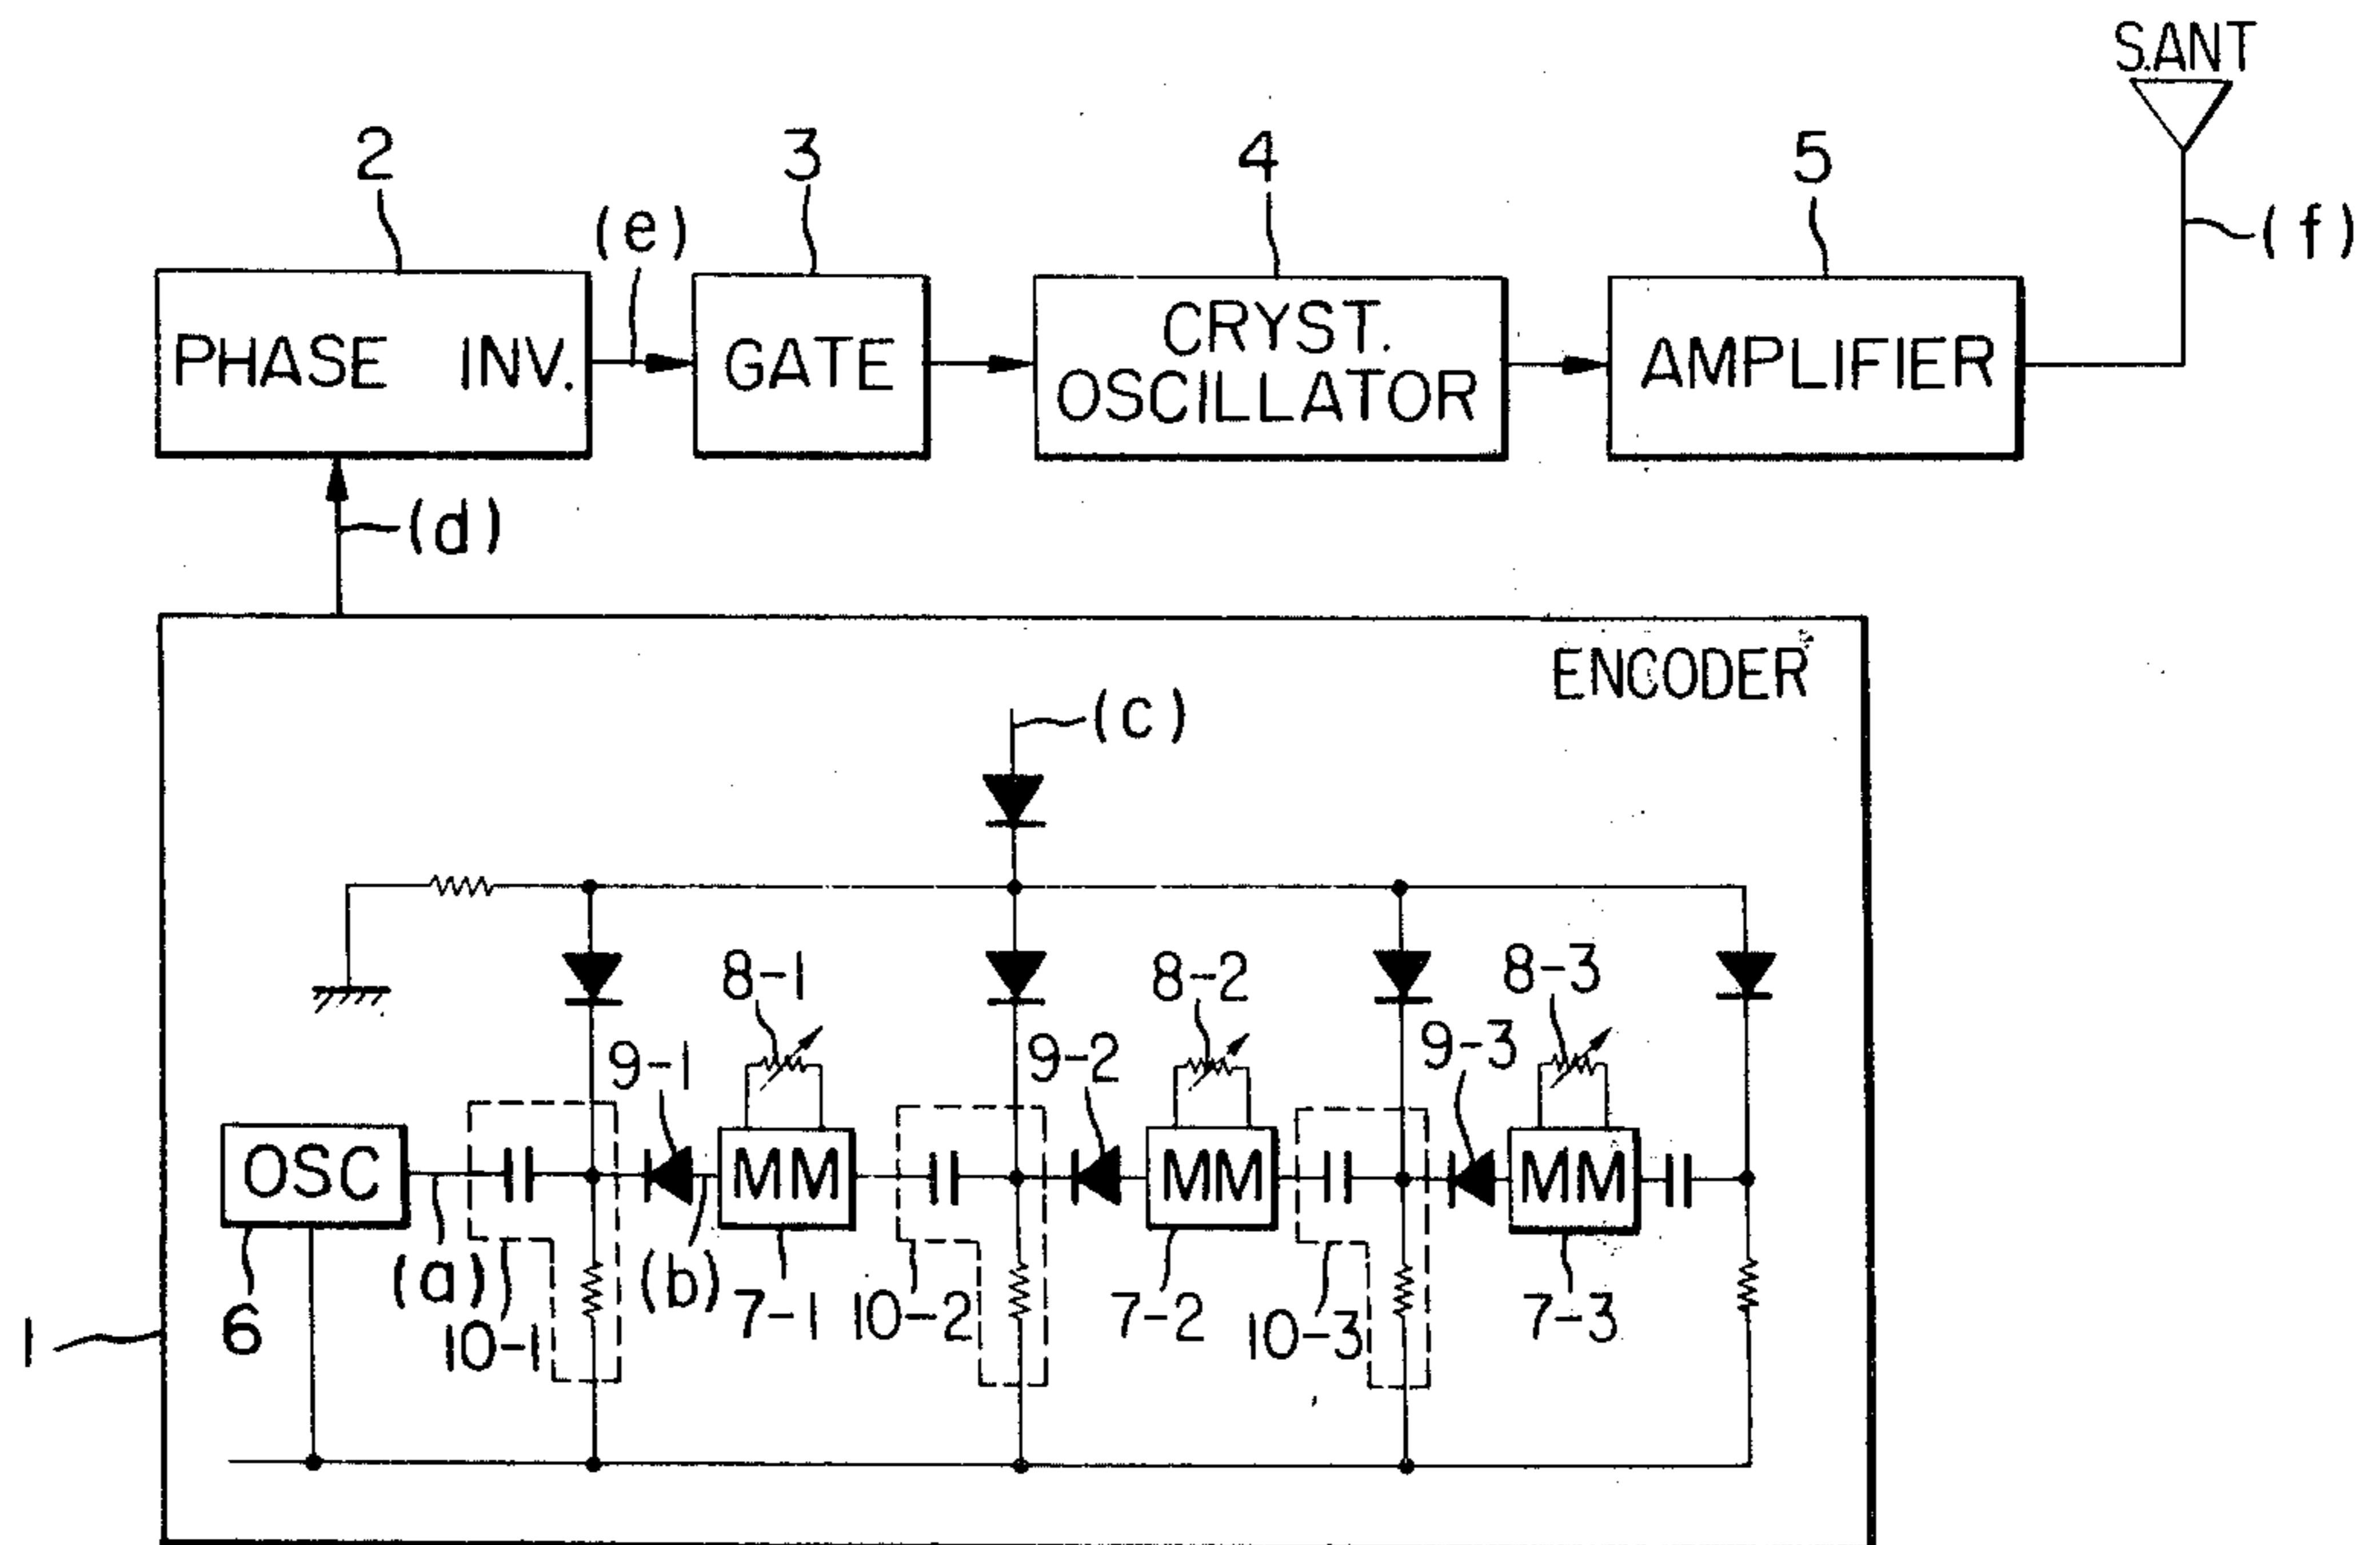 S.ANT
2
3
4
5
(e)
(f)
PHASE INV.
GATE
CRYST.
OSCILLATOR
AMPLIFIER
(d)
ENCODER
(c)
8-1
8-2
8-3
9-1
9-2
9-3
OSC
MM
MM
MM
(a)
(b)
6
10-1
7-1
10-2
7-2
10-3
7-3
1